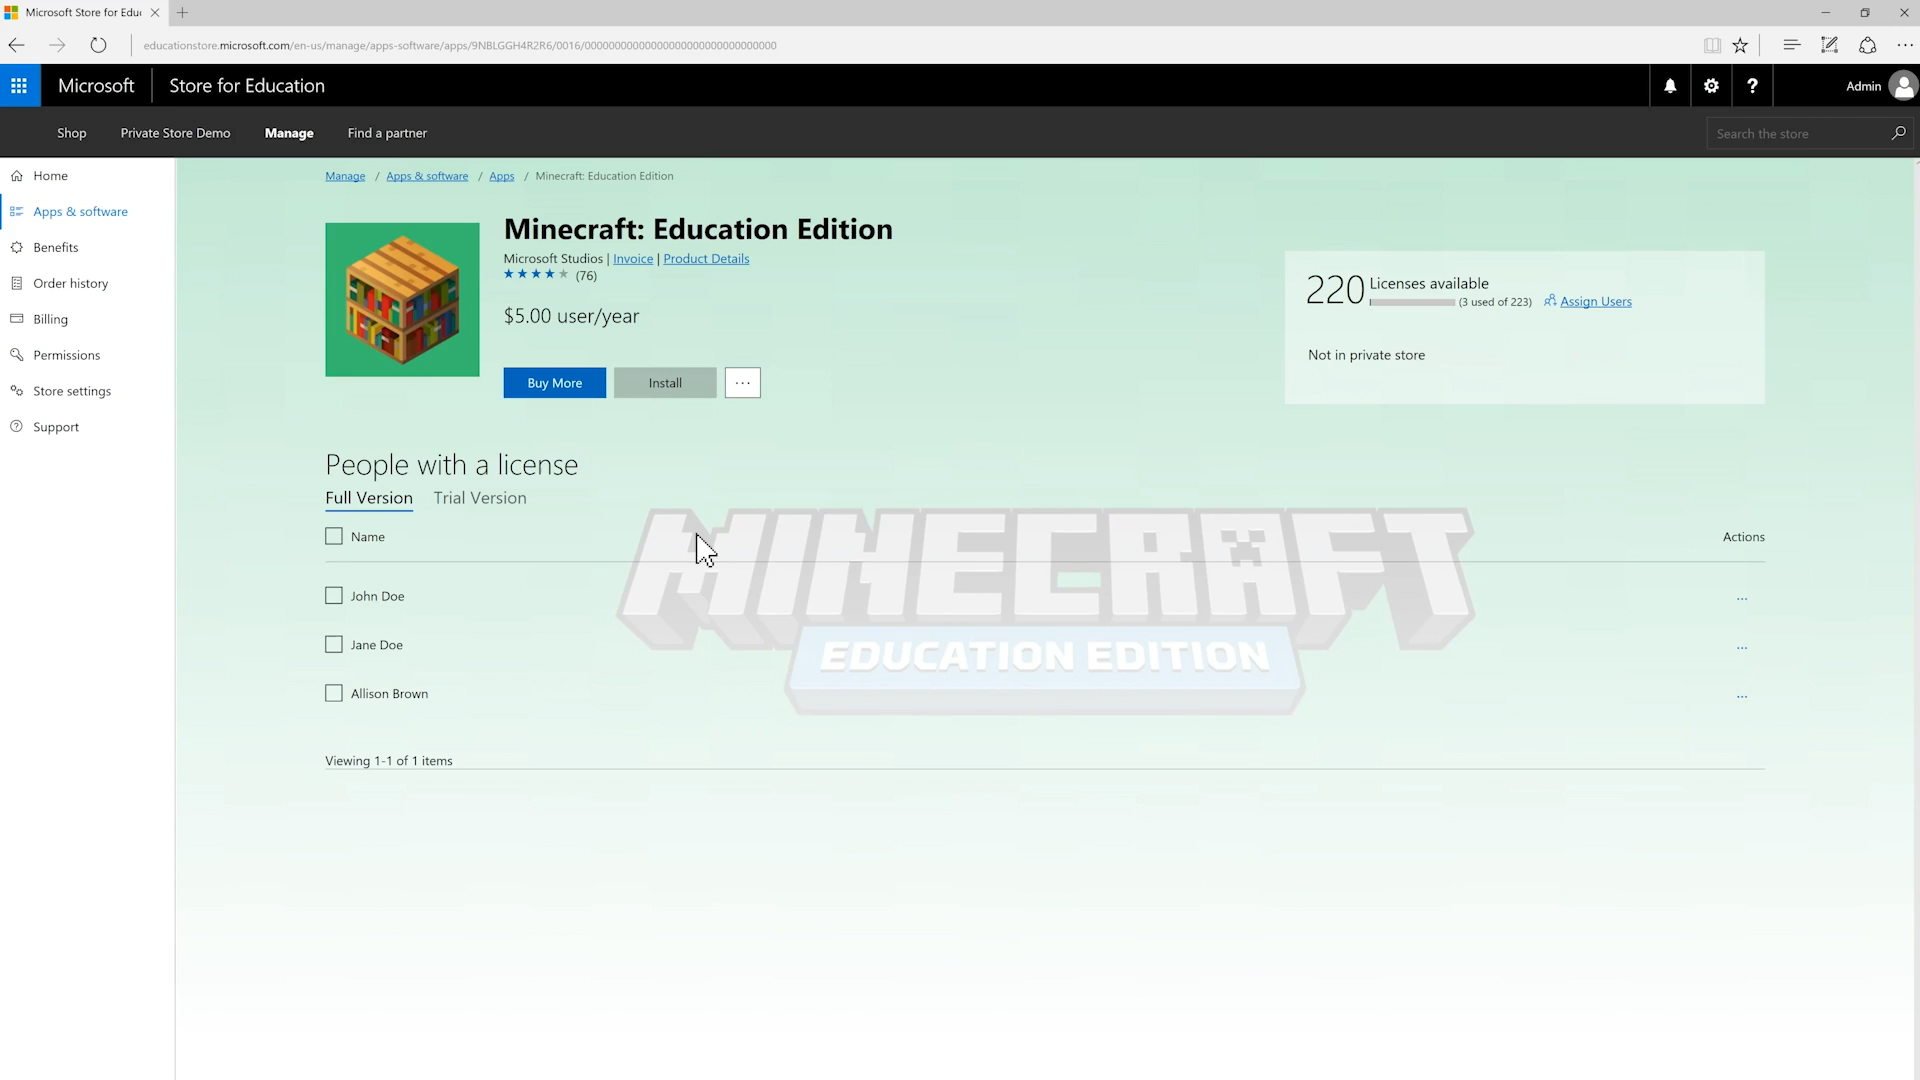 Microsoft Store for Edu
educationstore.microsoft.com/en-us/manage/apps-software/apps/9NBLGGH4R2R6/0016/00000000000000000000000000000000
Microsoft
Store for Education
Admin
Shop
Private Store Demo
Manage
Find a partner
Search the store
Home
Apps & software
Benefits
Order history
Billing
Permissions
Store settings
Support
Manage / Apps & software / Apps / Minecraft: Education Edition
Minecraft: Education Edition
Microsoft Studios | Invoice | Product Details
(76)
$5.00 user/year
Buy More
Install
...
220 Licenses available
(3 used of 223) Assign Users
Not in private store
People with a license
Full Version
Trial Version
Name
Actions
John Doe
...
Jane Doe
...
Allison Brown
...
MINECRAFT
EDUCATION EDITION
Viewing 1-1 of 1 items